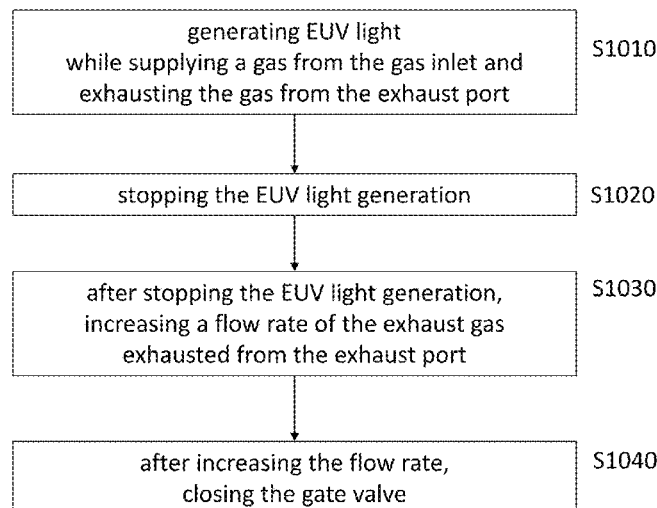 generating EUV light
while supplying a gas from the gas inlet and
exhausting the gas from the exhaust port
S1010
stopping the EUV light generation
S1020
after stopping the EUV light generation,
increasing a flow rate of the exhaust gas
exhausted from the exhaust port
S1030
after increasing the flow rate,
closing the gate valve
S1040